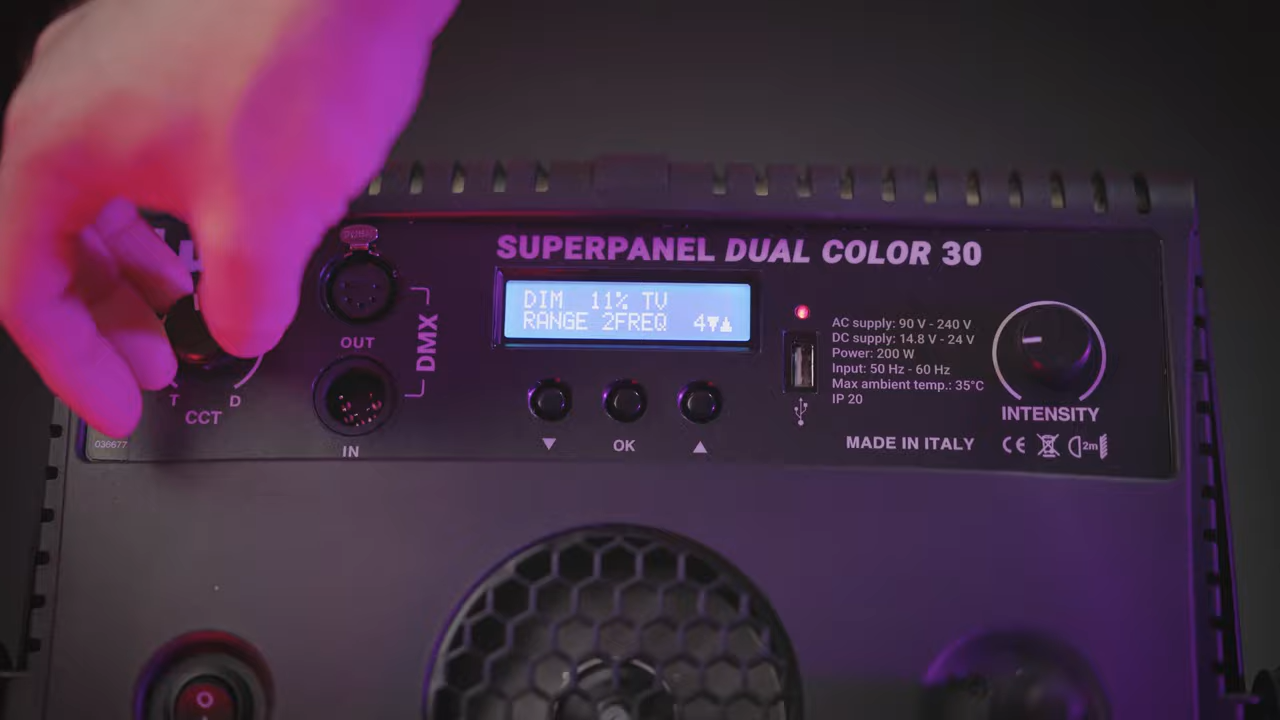 SUPERPANEL DUAL COLOR 30
PUSH
OUT
DMX
IN
T
D
CCT
036677
DIM 11% TV
RANGE 2FREQ 4▼▲
▼
OK
▲
AC supply: 90 V - 240 V
DC supply: 14.8 V - 24 V
Power: 200 W
Input: 50 Hz - 60 Hz
Max ambient temp.: 35°C
IP 20
MADE IN ITALY
INTENSITY
CE
2m